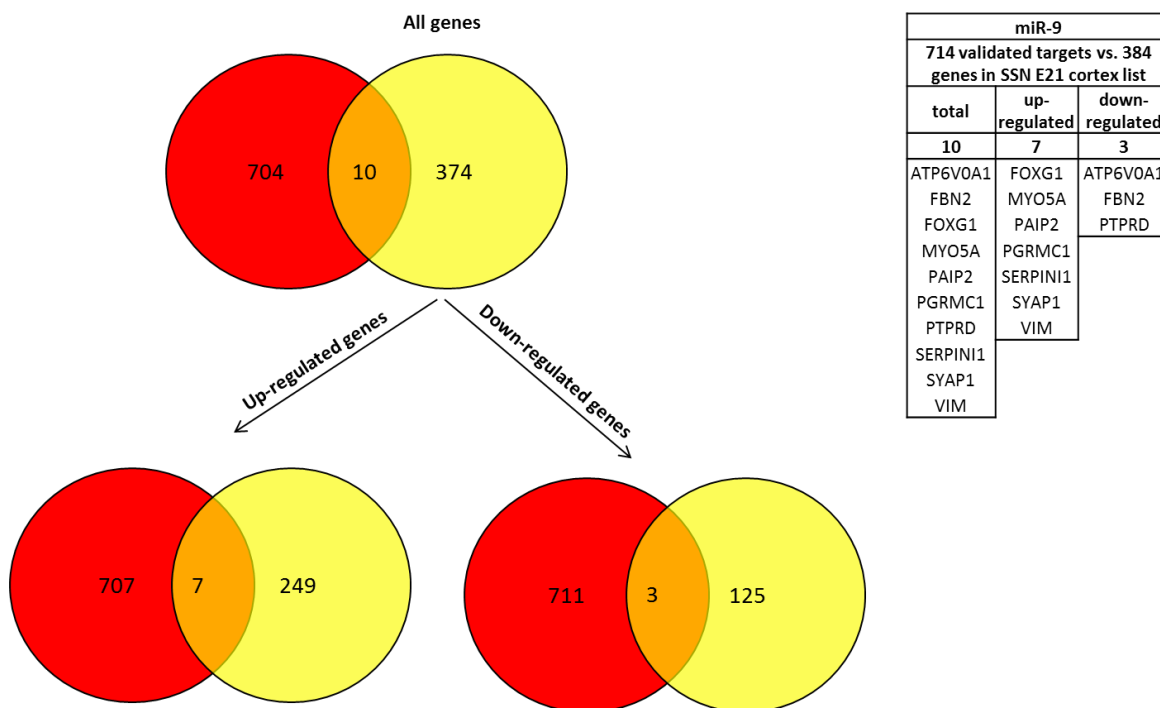 All genes
704 10 374
Up-regulated genes
Down-regulated genes
707 7 249
711 3 125
miR-9
714 validated targets vs. 384
genes in SSN E21 cortex list
total up-regulated down-regulated
10 7 3
ATP6V0A1 FOXG1 ATP6V0A1
FBN2 MYO5A FBN2
FOXG1 PAIP2 PTPRD
MYO5A PGRMC1
PAIP2 SERPINI1
PGRMC1 SYAP1
PTPRD VIM
SERPINI1
SYAP1
VIM